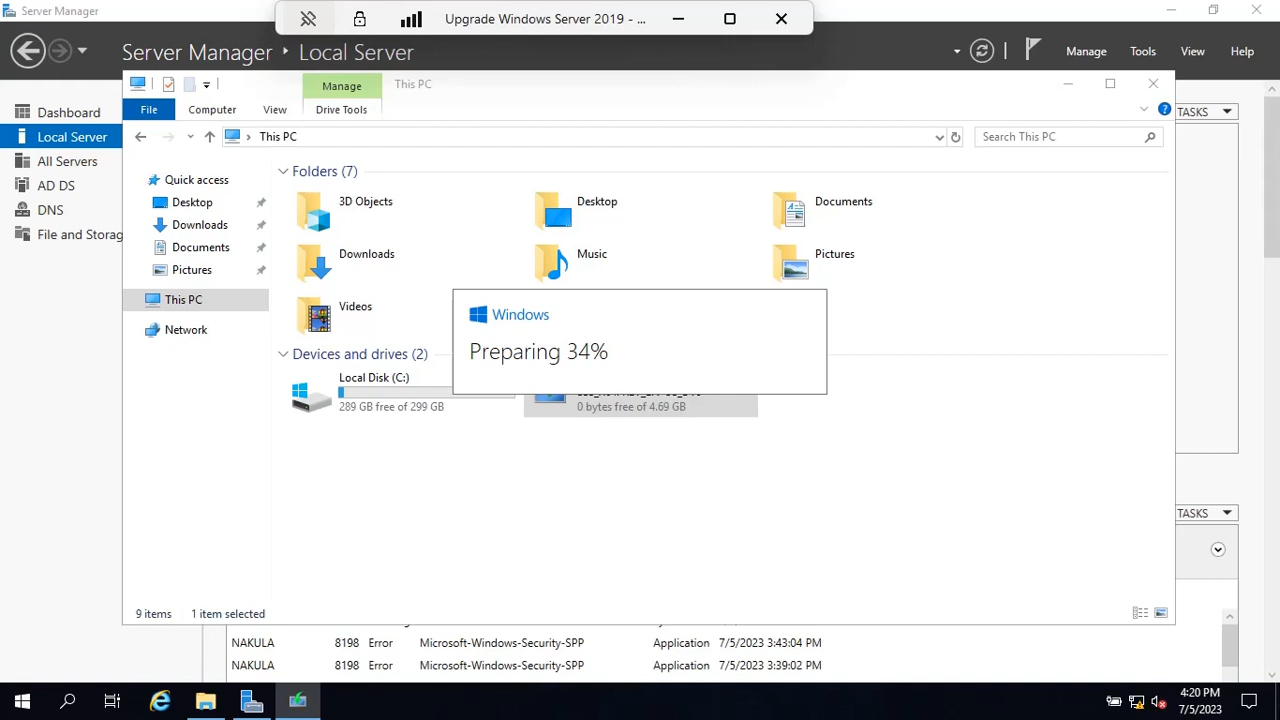 Server Manager
Upgrade Windows Server 2019 - ...
Server Manager
Local Server
Manage
Tools
View
Help
Manage
This PC
File
Computer
View
Drive Tools
This PC
Search This PC
Dashboard
Local Server
All Servers
AD DS
DNS
File and Storag
Quick access
Desktop
Downloads
Documents
Pictures
This PC
Network
Folders (7)
3D Objects
Desktop
Documents
Downloads
Music
Pictures
Videos
Devices and drives (2)
Local Disk (C:)
289 GB free of 299 GB
0 bytes free of 4.69 GB
Windows
Preparing 34%
TASKS
TASKS
9 items
1 item selected
NAKULA 8198 Error Microsoft-Windows-Security-SPP Application 7/5/2023 3:43:04 PM
NAKULA 8198 Error Microsoft-Windows-Security-SPP Application 7/5/2023 3:39:02 PM
4:20 PM
7/5/2023